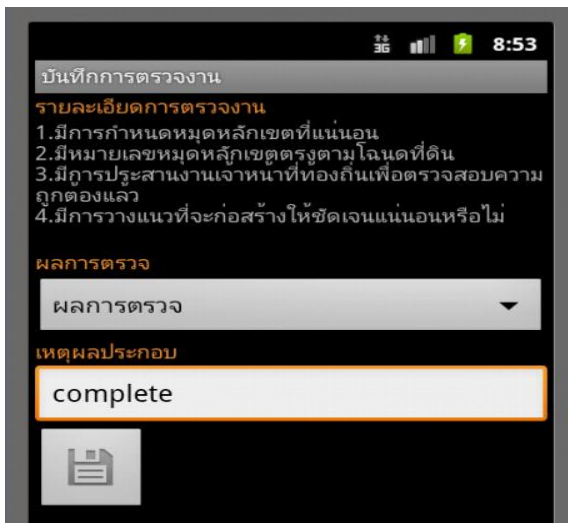 3G 8:53
บันทึกการตรวจงาน
รายละเอียดการตรวจงาน
1.มีการกำหนดหมุดหลักเขตที่แน่นอน
2.มีหมายเลขหมุดหลักเขตตรงตามโฉนดที่ดิน
3.มีการประสานงานเจ้าหน้าที่ท้องถิ่นเพื่อตรวจสอบความ
ถูกต้องแล้ว
4.มีการวางแนวที่จะก่อสร้างให้ชัดเจนแน่นอนหรือไม่
ผลการตรวจ
ผลการตรวจ
เหตุผลประกอบ
complete